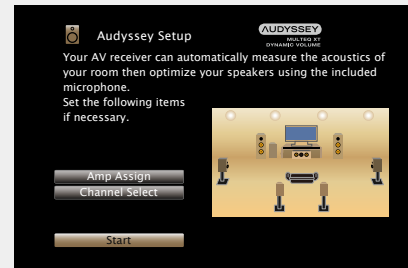 Audyssey Setup
AUDYSSEY
MULTEQ XT
DYNAMIC VOLUME
Your AV receiver can automatically measure the acoustics of
your room then optimize your speakers using the included
microphone.
Set the following items
if necessary.
Amp Assign
Channel Select
Start